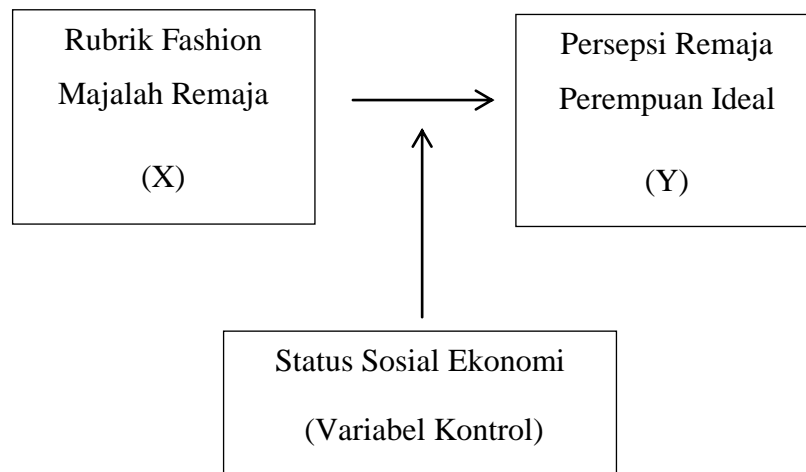 Rubrik Fashion
Majalah Remaja
(X)
Persepsi Remaja
Perempuan Ideal
(Y)
Status Sosial Ekonomi
(Variabel Kontrol)